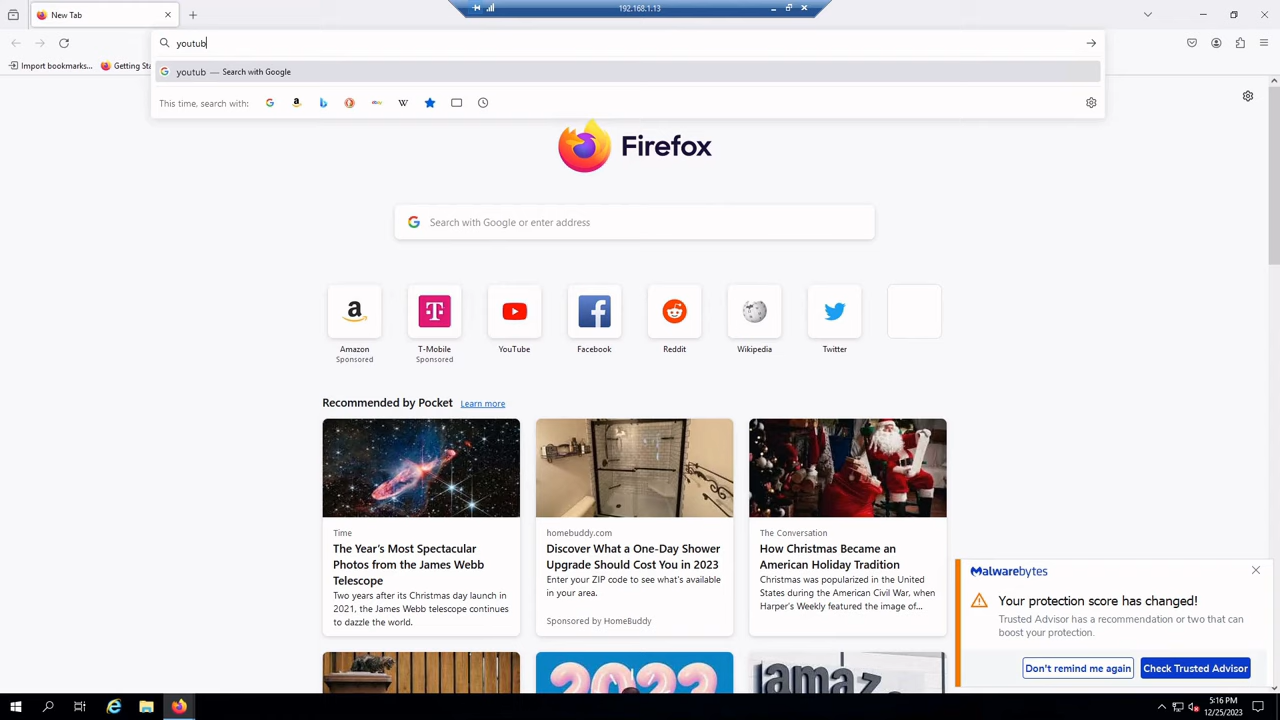 New Tab
192.168.1.13
youtub
Import bookmarks...
Getting Sta
youtub — Search with Google
This time, search with:
Firefox
Search with Google or enter address
Amazon
Sponsored
T-Mobile
Sponsored
YouTube
Facebook
Reddit
Wikipedia
Twitter
Recommended by Pocket
Learn more
Time
The Year's Most Spectacular
Photos from the James Webb
Telescope
Two years after its Christmas day launch in
2021, the James Webb telescope continues
to dazzle the world.
homebuddy.com
Discover What a One-Day Shower
Upgrade Should Cost You in 2023
Enter your ZIP code to see what's available
in your area.
Sponsored by HomeBuddy
The Conversation
How Christmas Became an
American Holiday Tradition
Christmas was popularized in the United
States during the American Civil War, when
Harper's Weekly featured the image of...
2023
amaz
Malwarebytes
Your protection score has changed!
Trusted Advisor has a recommendation or two that can
boost your protection.
Don't remind me again
Check Trusted Advisor
5:16 PM
12/25/2023